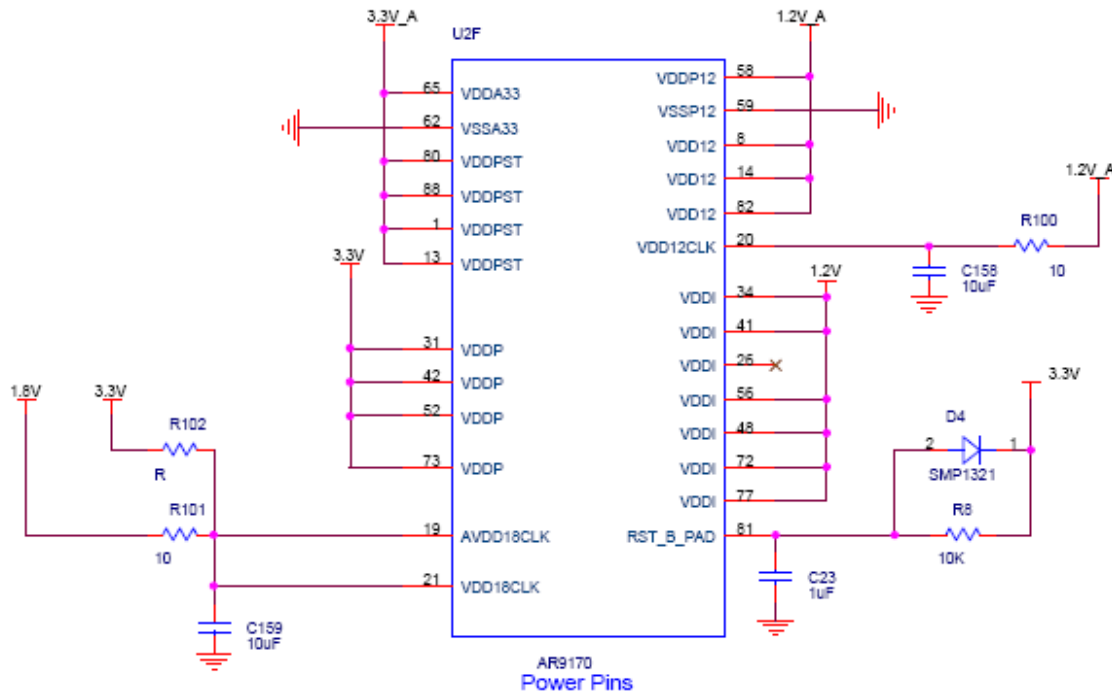 3.3V_A
1.2V_A
U2F
65 VDDA33
62 VSSA33
80 VDDPST
88 VDDPST
1 VDDPST
13 VDDPST
3.3V
31 VDDP
42 VDDP
52 VDDP
73 VDDP
1.8V
3.3V
R102
R
R101
10
19 AVDD18CLK
21 VDD18CLK
C159
10uF
VDDP12 58
VSSP12 59
VDD12 8
VDD12 14
VDD12 82
VDD12CLK 20
1.2V_A
R100
10
C158
10uF
1.2V
VDDI 34
VDDI 41
VDDI 26
VDDI 56
VDDI 48
VDDI 72
VDDI 77
RST_B_PAD 81
3.3V
D4
2 1
SMP1321
R8
10K
C23
1uF
AR9170
Power Pins